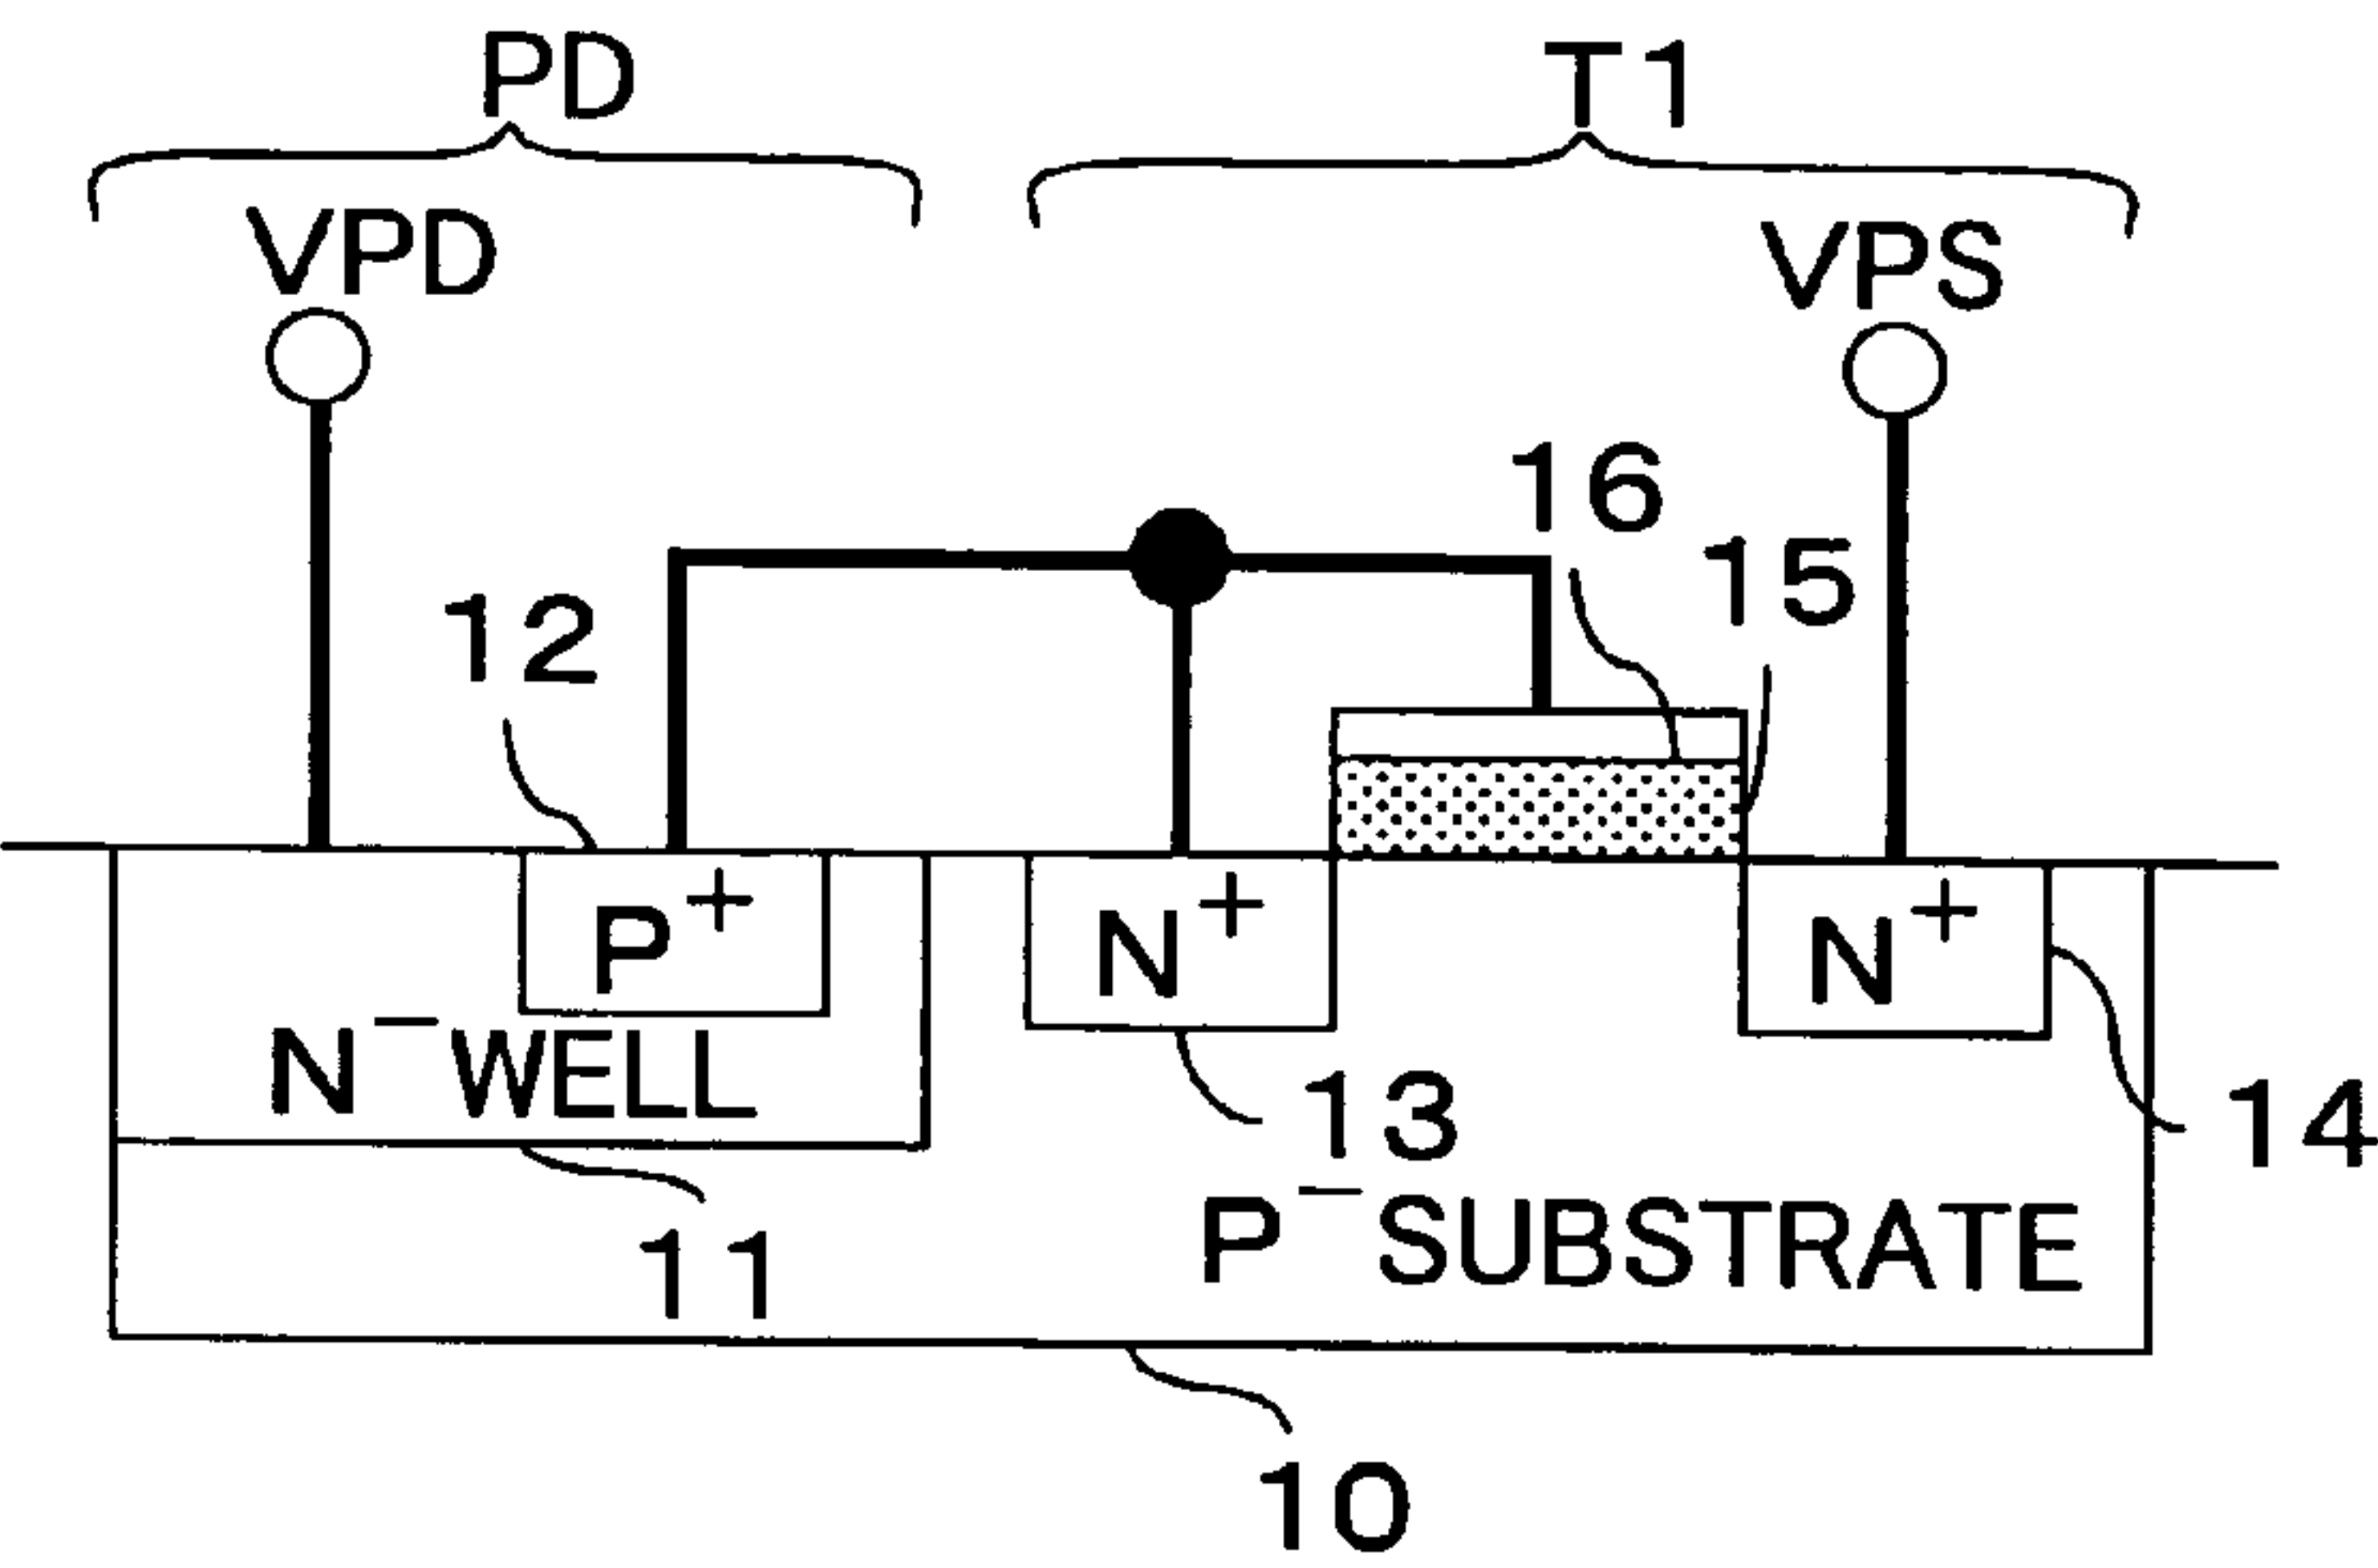 PD
T1
VPD
VPS
16
15
12
P+
N+
N+
N−WELL
13
14
P−SUBSTRATE
11
10